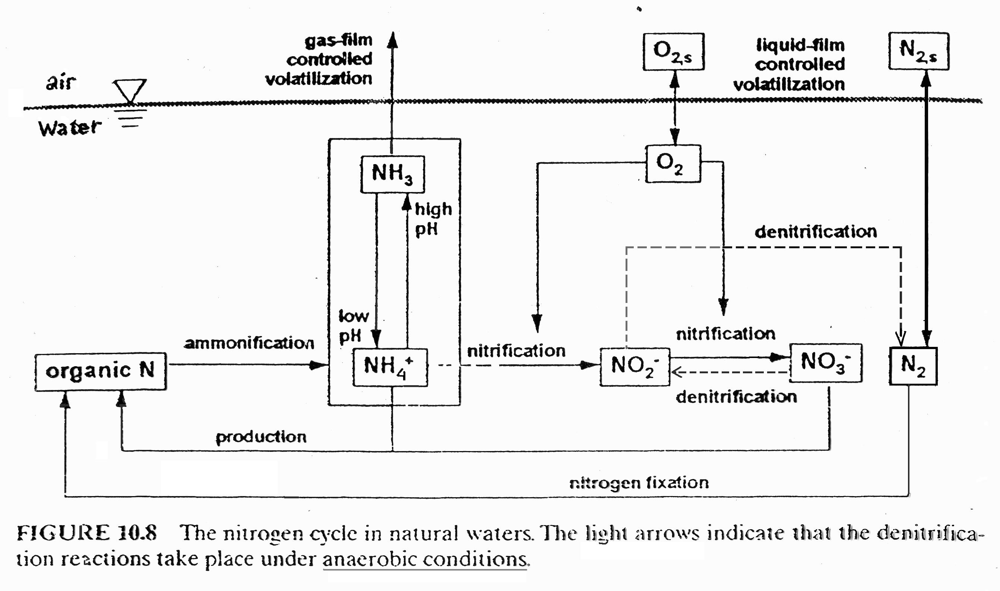 gas-film
controlled
volatilization
O2s
liquid-film
controlled
volatilization
N2s
air
Water
NH3
O2
high
pH
denitrification
low
pH
ammonification
nitrification
nitrification
organic N
NH4+
NO2-
NO3-
N2
denitrification
production
nitrogen fixation
FIGURE 10.8 The nitrogen cycle in natural waters. The light arrows indicate that the denitrifica-
tion reactions take place under anaerobic conditions.